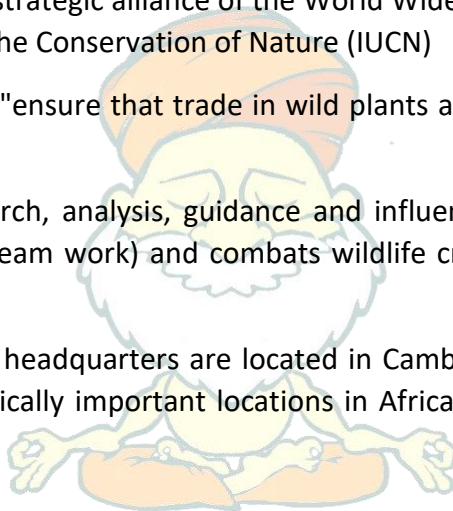 strategic alliance of the World Wide
he Conservation of Nature (IUCN)
"ensure that trade in wild plants a
rch, analysis, guidance and influen
eam work) and combats wildlife cr
headquarters are located in Camb
ically important locations in Africa